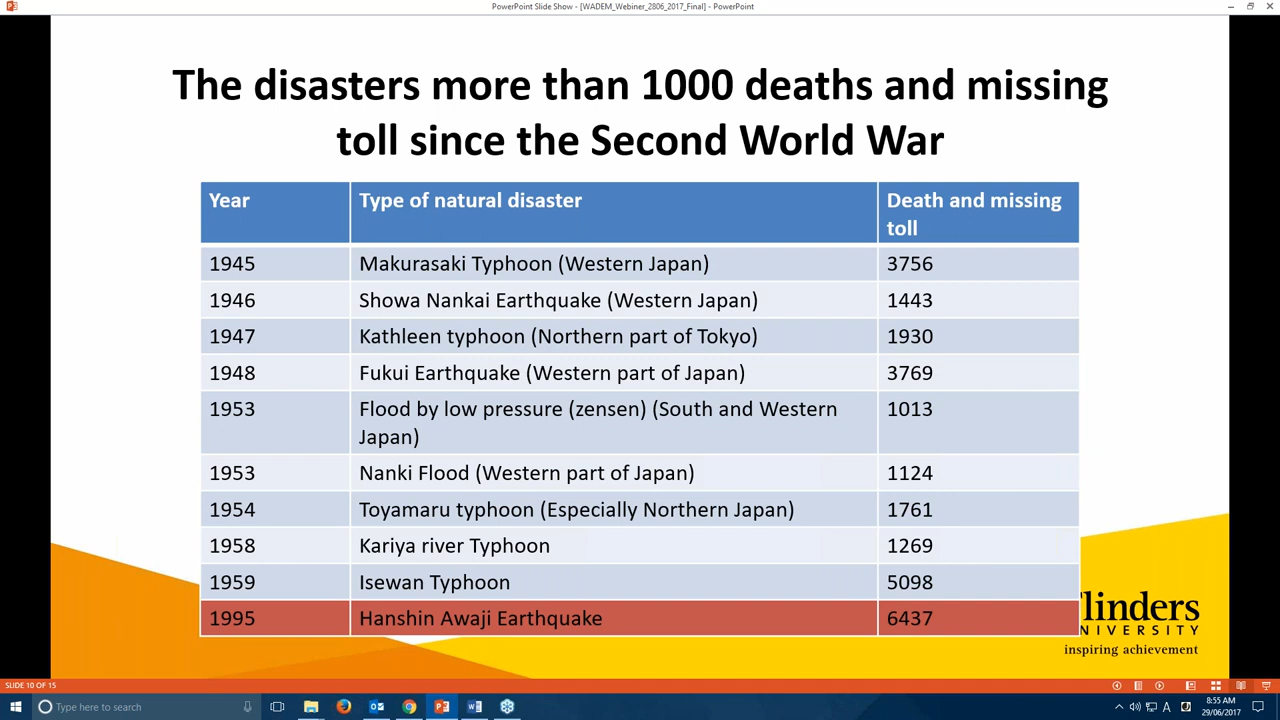 PowerPoint Slide Show - [WADEM_Webiner_2806_2017_Final] - PowerPoint
The disasters more than 1000 deaths and missing
toll since the Second World War
Year Type of natural disaster Death and missing
toll
1945 Makurasaki Typhoon (Western Japan) 3756
1946 Showa Nankai Earthquake (Western Japan) 1443
1947 Kathleen typhoon (Northern part of Tokyo) 1930
1948 Fukui Earthquake (Western part of Japan) 3769
1953 Flood by low pressure (zensen) (South and Western 1013
Japan)
1953 Nanki Flood (Western part of Japan) 1124
1954 Toyamaru typhoon (Especially Northern Japan) 1761
1958 Kariya river Typhoon 1269
1959 Isewan Typhoon 5098
1995 Hanshin Awaji Earthquake 6437
linders
NIVERSITY
inspiring achievement
SLIDE 10 OF 15
Type here to search
A
8:55 AM
29/06/2017